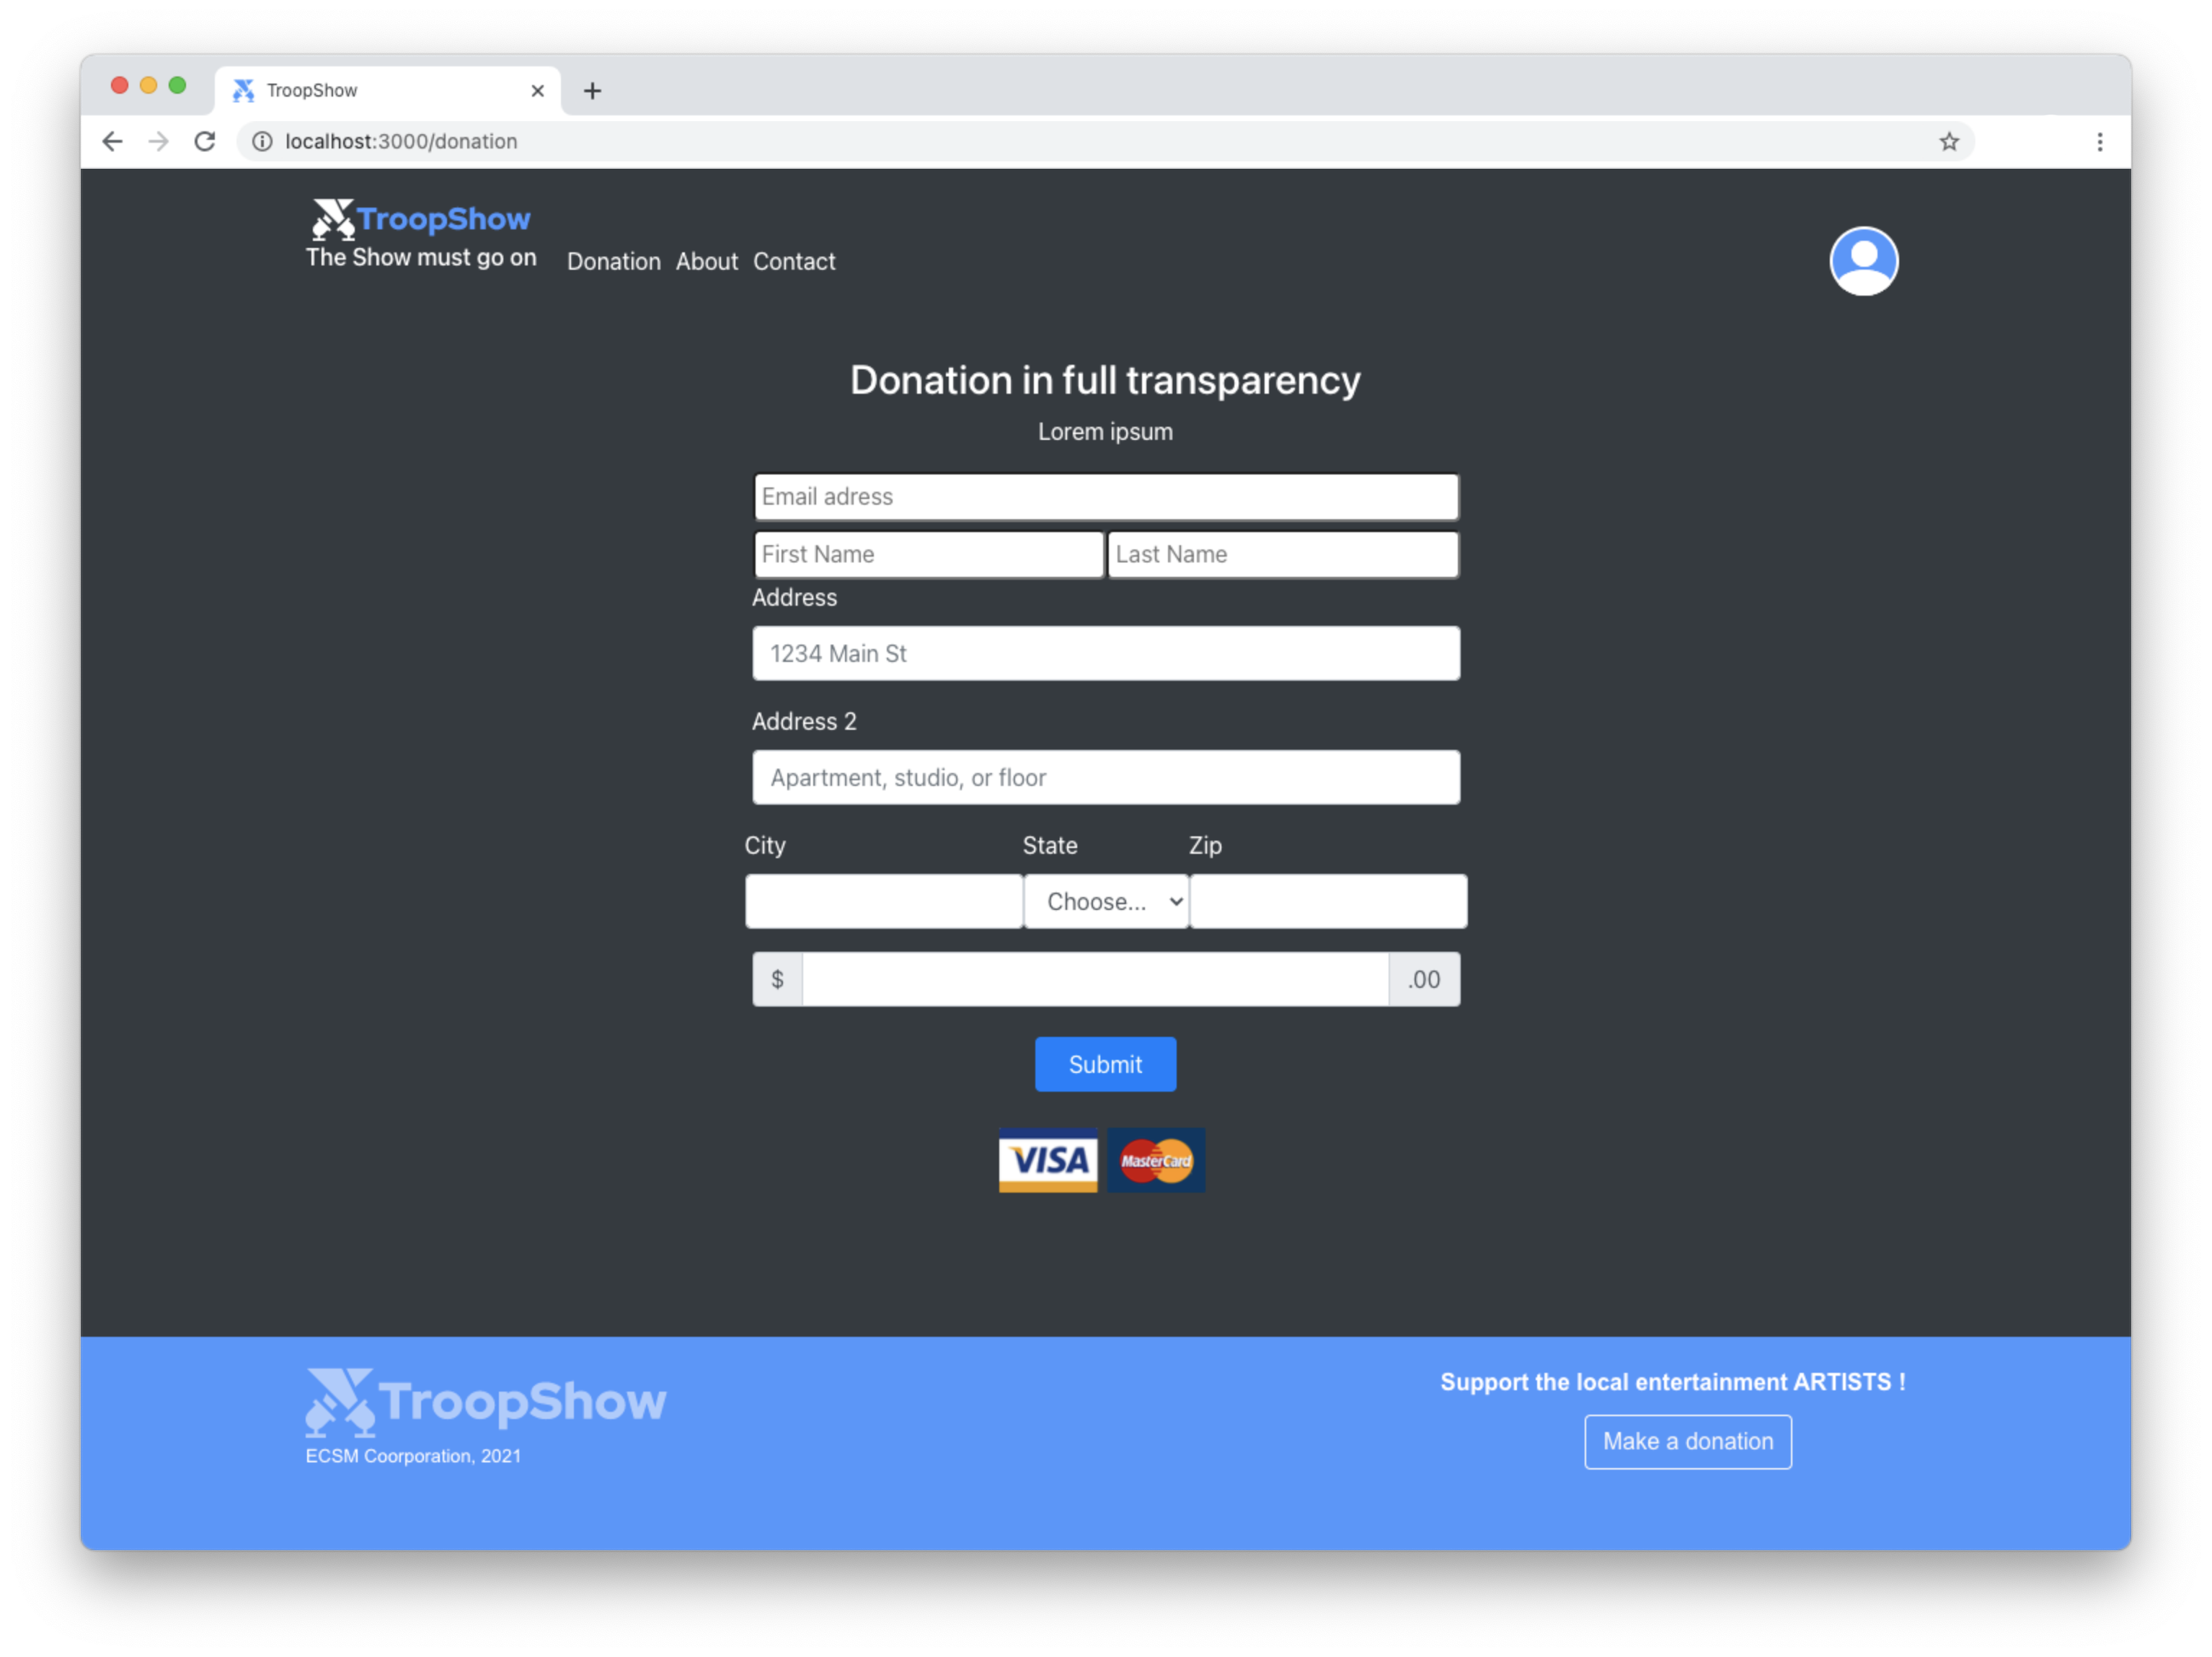 TroopShow
localhost:3000/donation
TroopShow
The Show must go on
Donation About Contact
Donation in full transparency
Lorem ipsum
Email adress
First Name Last Name
Address
1234 Main St
Address 2
Apartment, studio, or floor
City State Zip
Choose...
$ .00
Submit
VISA MasterCard
TroopShow
ECSM Coorporation, 2021
Support the local entertainment ARTISTS !
Make a donation